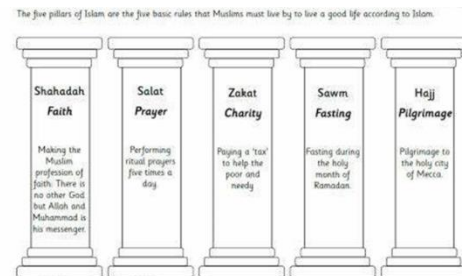 The five pillars of Islam are the five basic rules that Muslims must live by to live a good life according to Islam.
Shahadah
Faith
Making the
Muslim
profession of
faith: There is
no other God
but Allah and
Muhammad is
his messenger.
Salat
Prayer
Performing
ritual prayers
five times a
day.
Zakat
Charity
Paying a 'tax'
to help the
poor and
needy
Sawm
Fasting
Fasting during
the holy
month of
Ramadan.
Hajj
Pilgrimage
Pilgrimage to
the holy city
of Mecca.